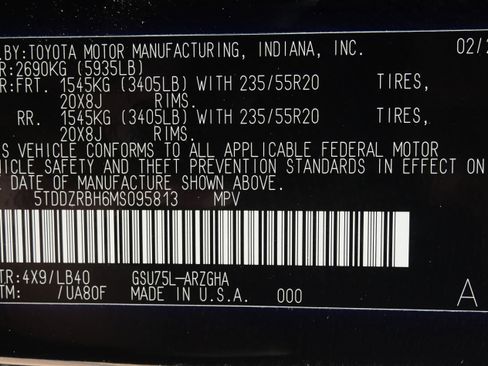 .BY:TOYOTA MOTOR MANUFACTURING, INDIANA, INC. 02/2
R:2690KG (5935LB)
R:FRT. 1545KG (3405LB) WITH 235/55R20 TIRES,
20X8J RIMS.
RR. 1545KG (3405LB) WITH 235/55R20 TIRES,
20X8J RIMS.
S VEHICLE CONFORMS TO ALL APPLICABLE FEDERAL MOTOR
HICLE SAFETY AND THEFT PREVENTION STANDARDS IN EFFECT ON
E DATE OF MANUFACTURE SHOWN ABOVE.
5TDDZRBH6MS095813 MPV
TR:4X9/LB40 GSU75L-ARZGHA
TM: /UA80F MADE IN U.S.A. 000 A